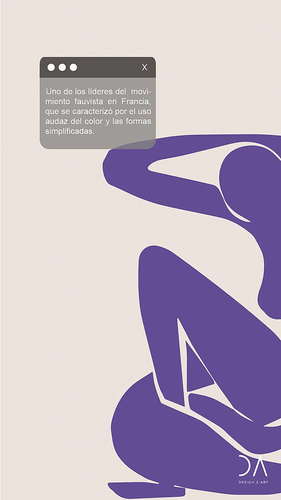 X
Uno de los líderes del movi-
miento fauvista en Francia,
que se caracterizó por el uso
audaz del color y las formas
simplificadas.
DA
DESIGN & ART